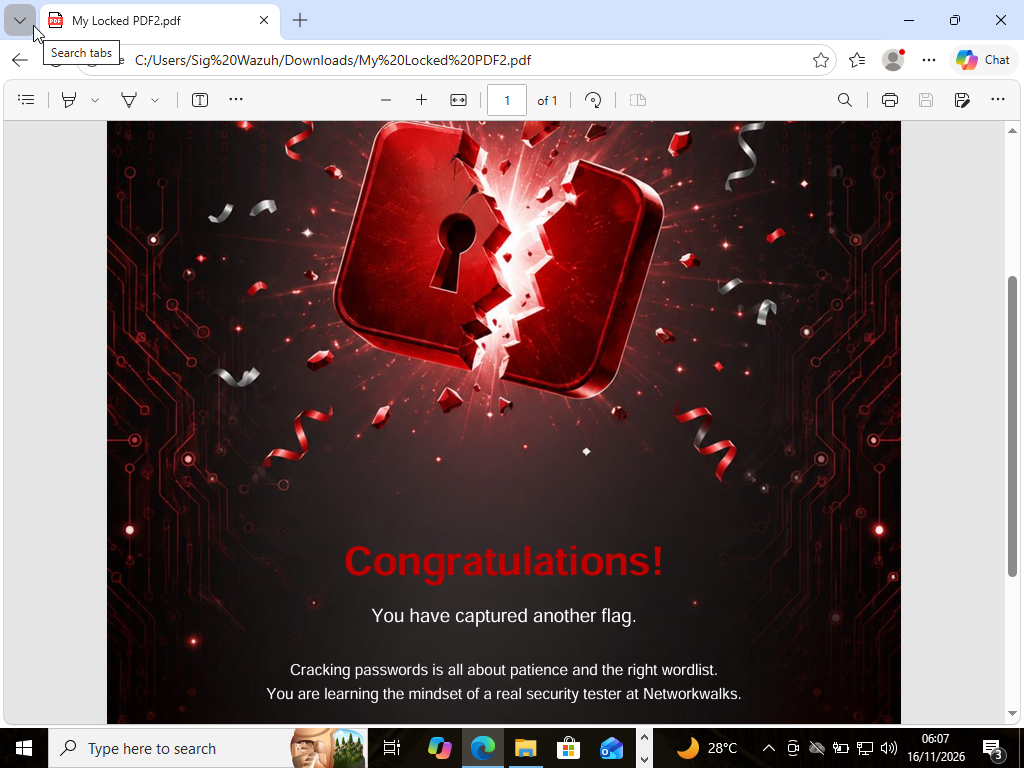 My Locked PDF2.pdf
Search tabs
C:/Users/Sig%20Wazuh/Downloads/My%20Locked%20PDF2.pdf
Chat
1 of 1
Congratulations!
You have captured another flag.
Cracking passwords is all about patience and the right wordlist.
You are learning the mindset of a real security tester at Networkwalks.
Type here to search
28°C
06:07
16/11/2026
3